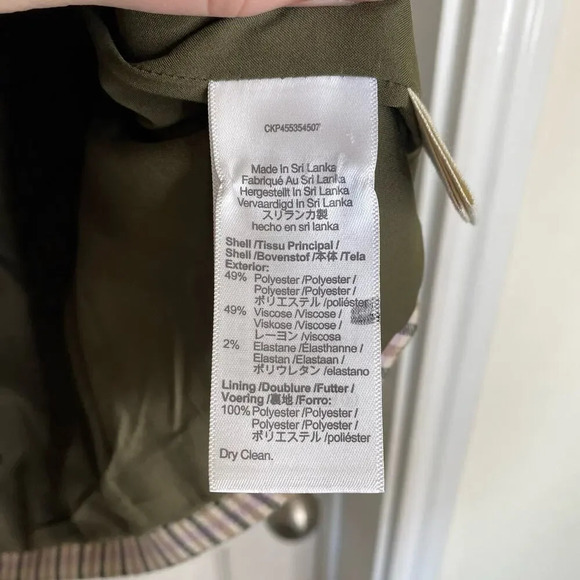 CKP455354507
Made In Sri Lanka
Fabriqué Au Sri Lanka
Hergestellt In Sri Lanka
Vervaardigd In Sri Lanka
スリランカ製
hecho en sri lanka
Shell /Tissu Principal /
Shell /Bovenstof /本体 /Tela
Exterior:
49% Polyester /Polyester /
Polyester /Polyester /
ポリエステル /poliéster
49% Viscose /Viscose /
Viskose /Viscose /
レーヨン /viscosa
2% Elastane /Élasthanne /
Elastan /Elastaan /
ポリウレタン /elastano
Lining /Doublure /Futter /
Voering /裏地 /Forro:
100% Polyester /Polyester /
Polyester /Polyester /
ポリエステル /poliéster
Dry Clean.